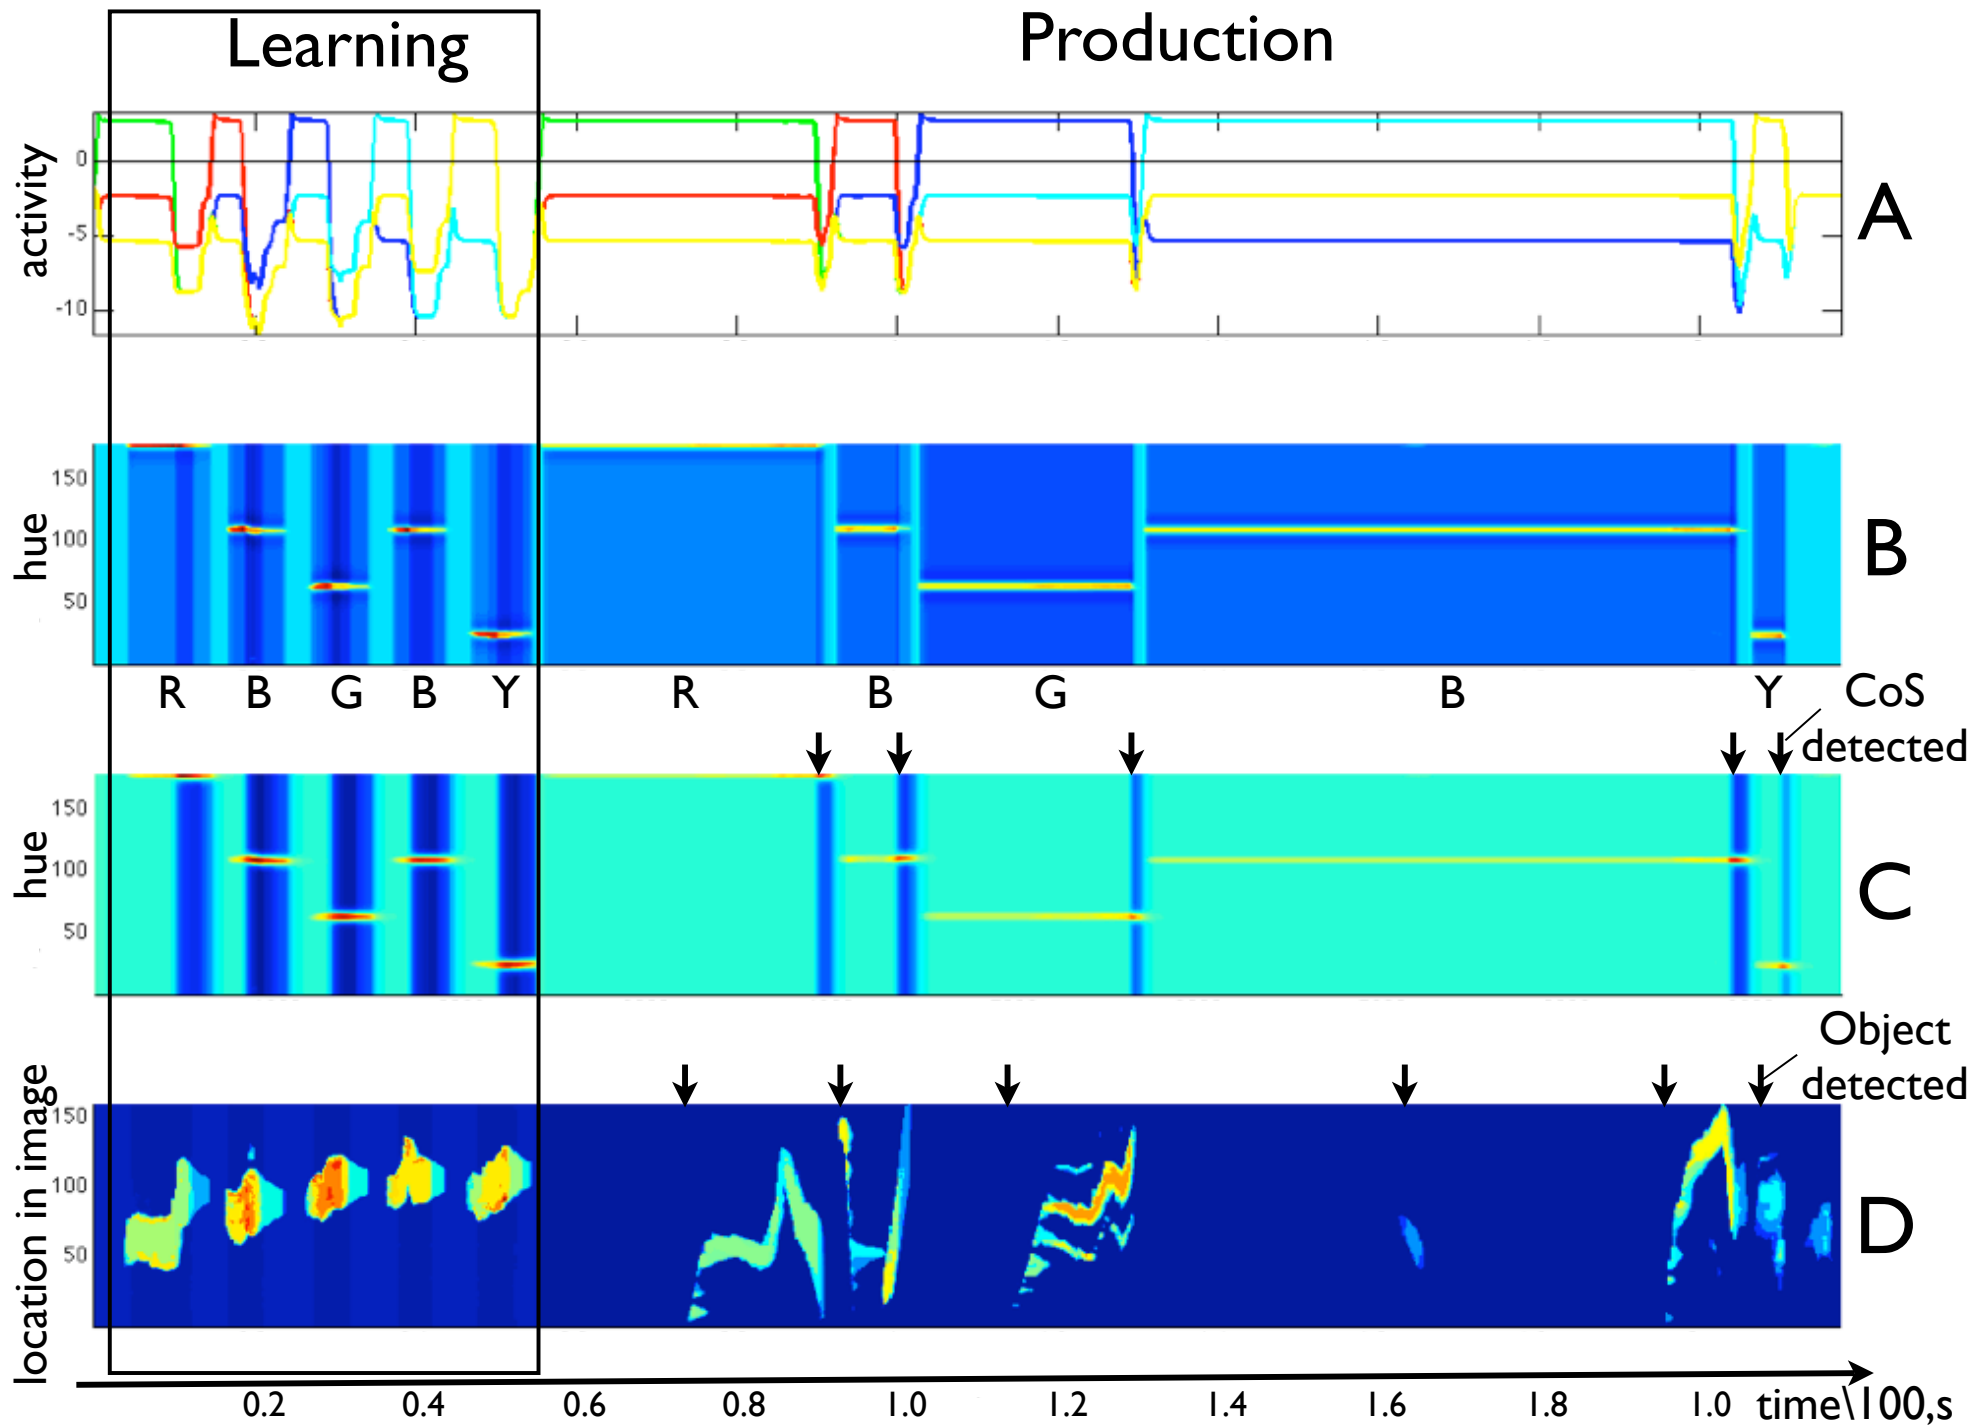 Learning
Production
activity
0
-5
-10
A
hue
150
100
50
B
R B G B Y R B G B Y
CoS
detected
hue
150
100
50
C
Object
detected
location in image
150
100
50
D
0.2 0.4 0.6 0.8 1.0 1.2 1.4 1.6 1.8 1.0 time\100,s